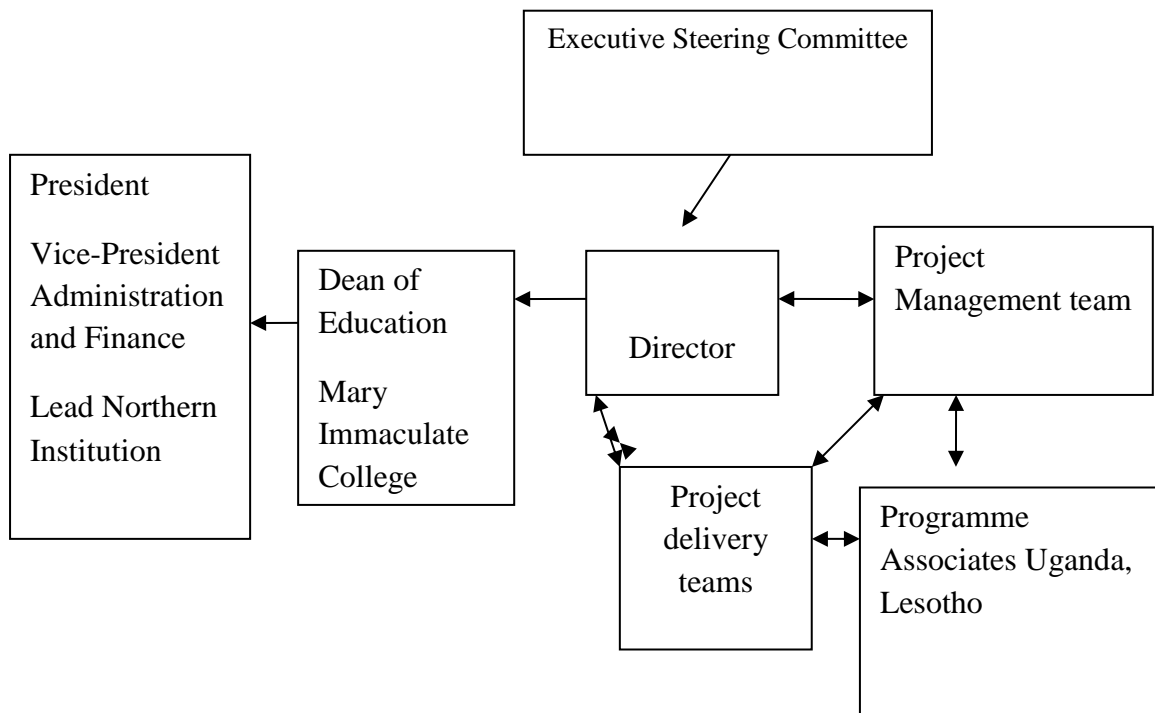 Executive Steering Committee
President
Vice-President
Administration
and Finance
Lead Northern
Institution
Dean of
Education
Mary
Immaculate
College
Director
Project
Management team
Project
delivery
teams
Programme
Associates Uganda,
Lesotho